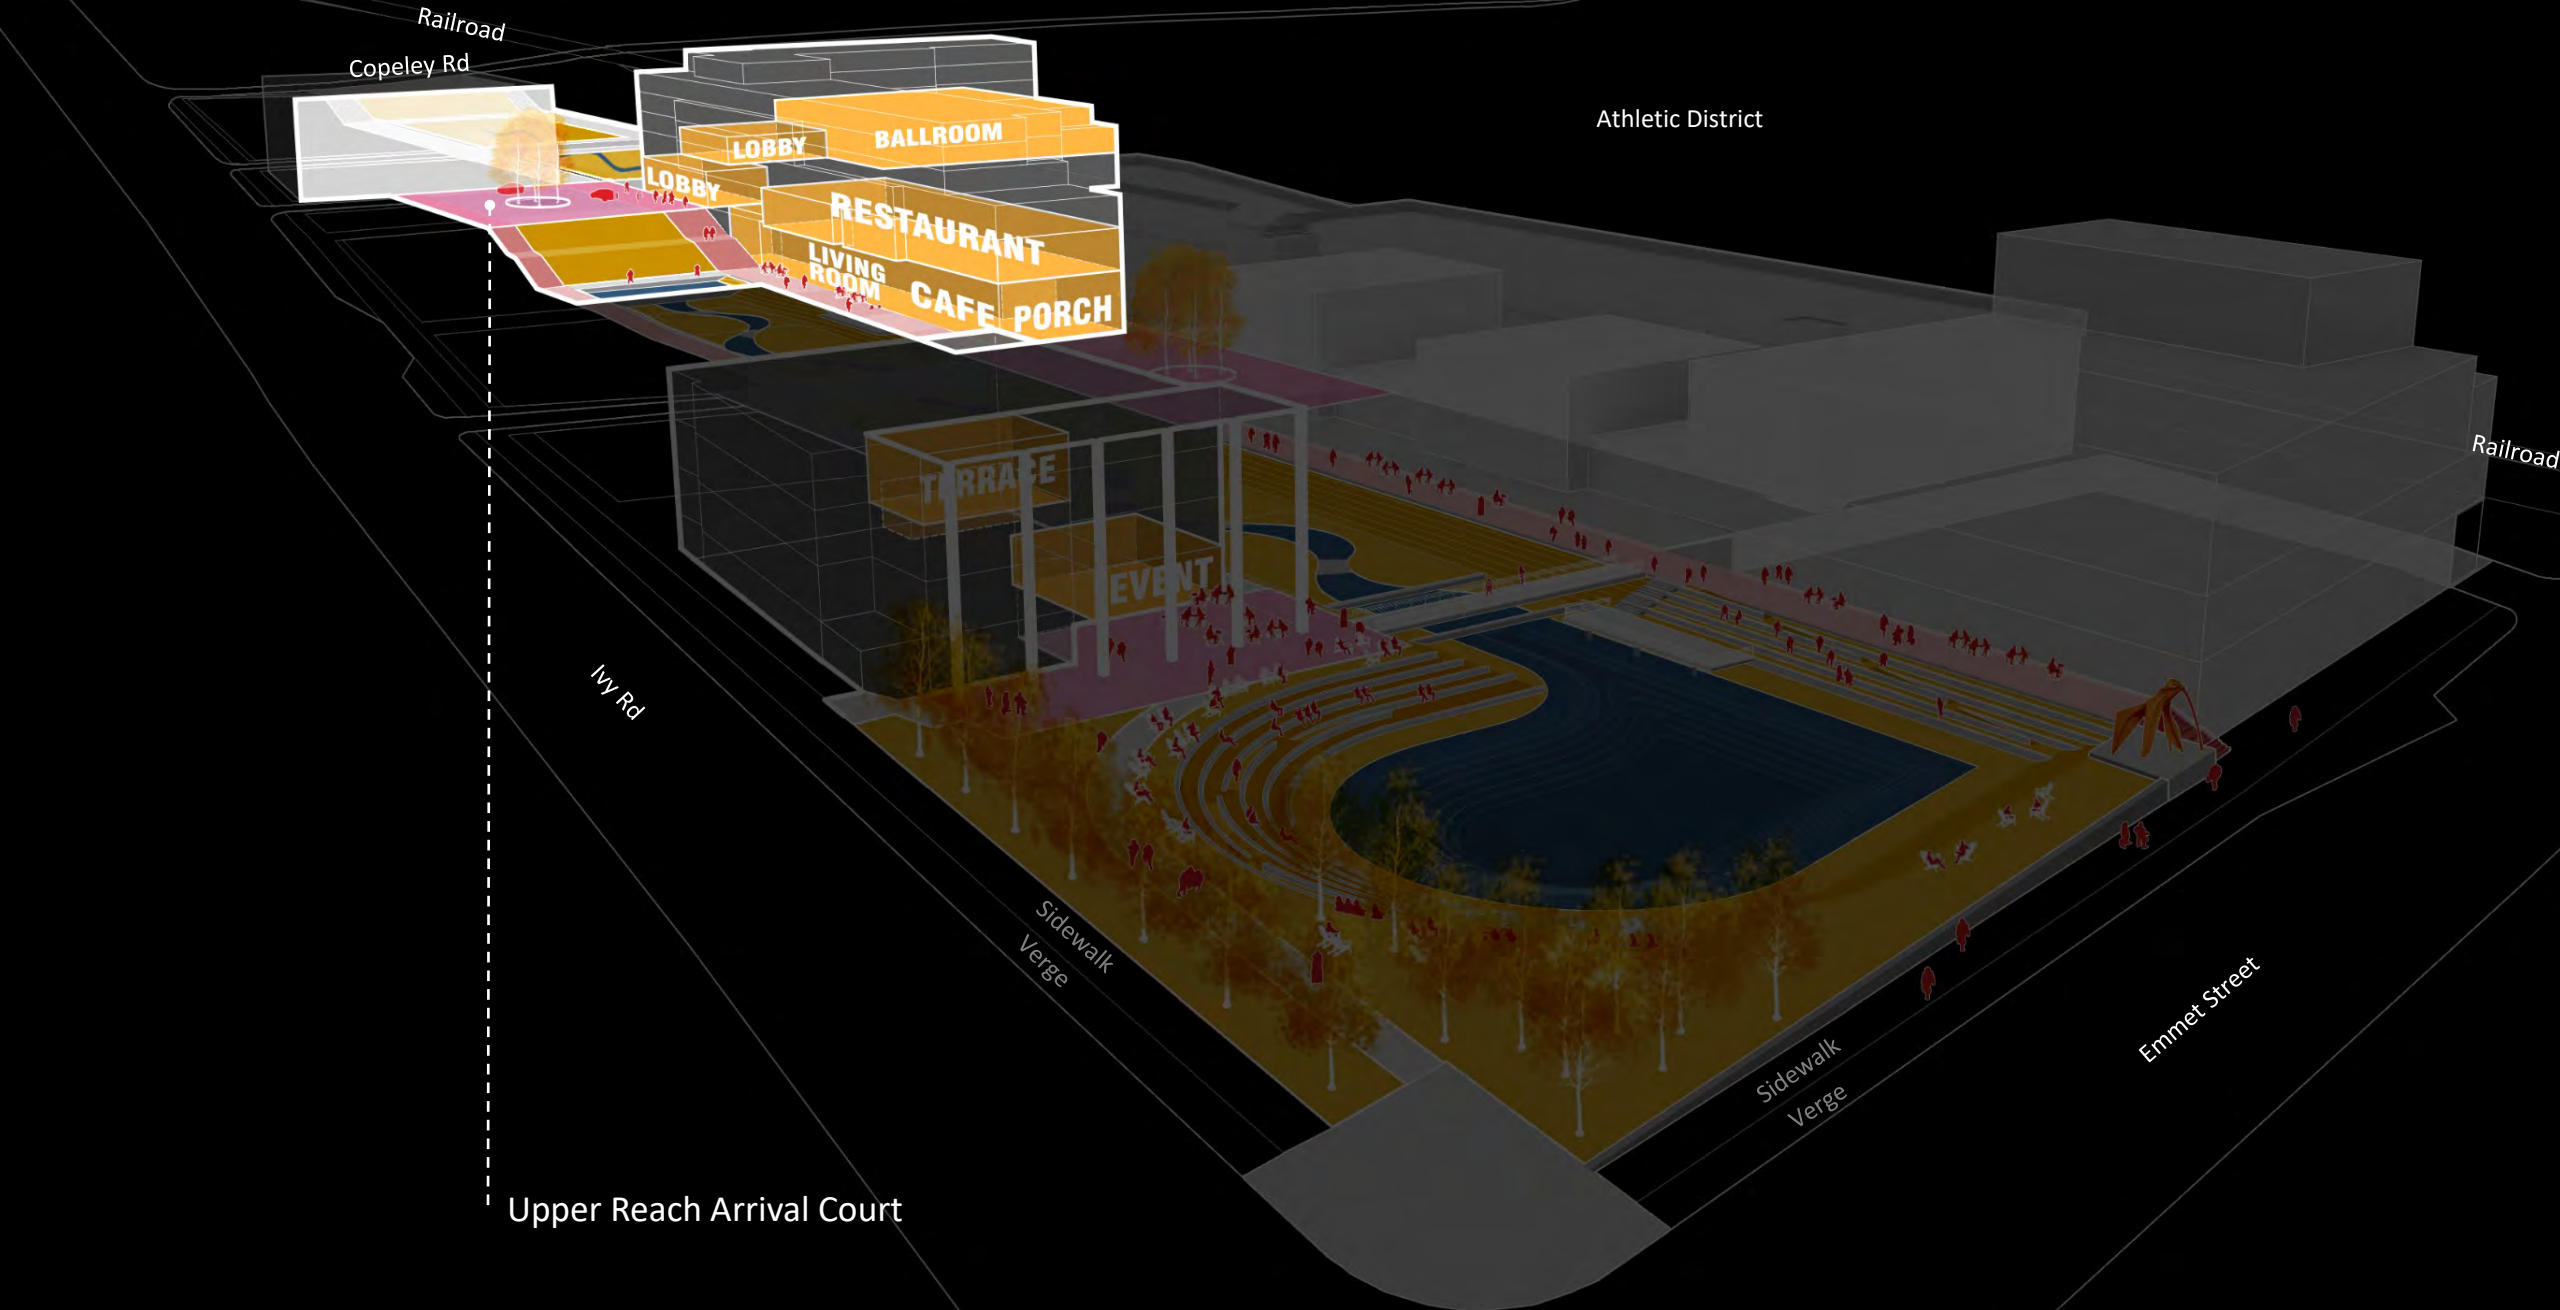 Railroad
Copeley Rd
Athletic District
BALLROOM
LOBBY
LOBBY
RESTAURANT
LIVING
ROOM
CAFE
PORCH
Railroad
TERRACE
EVENT
Ivy Rd
Sidewalk
Verge
Emmet Street
Sidewalk
Verge
Upper Reach Arrival Court